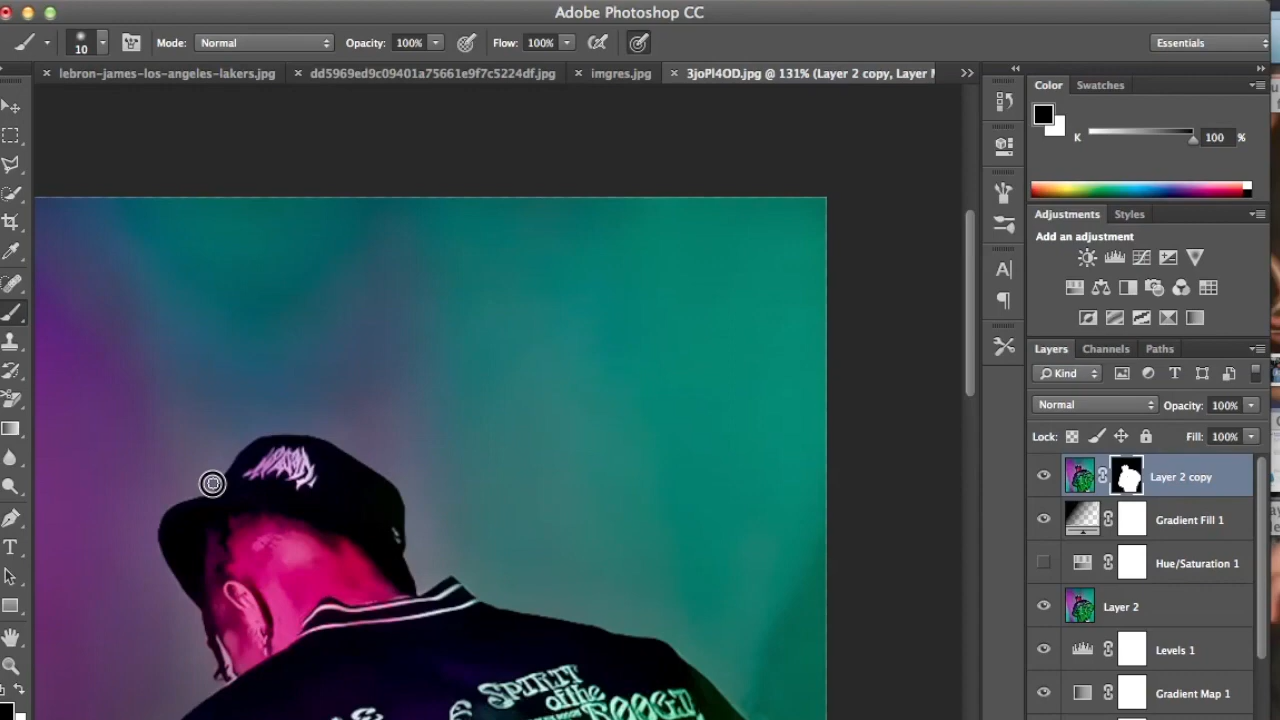 Adobe Photoshop CC
10 Mode: Normal Opacity: 100% Flow: 100% Essentials
lebron-james-los-angeles-lakers.jpg dd5969ed9c09401a75661e9f7c5224df.jpg imgres.jpg 3joPl4OD.jpg @ 131% (Layer 2 copy, Layer
Color Swatches
K 100 %
Adjustments Styles
Add an adjustment
Layers Channels Paths
Kind
Normal Opacity: 100%
Lock: Fill: 100%
Layer 2 copy
Gradient Fill 1
Hue/Saturation 1
Layer 2
Levels 1
Gradient Map 1
SPIRIT
of the